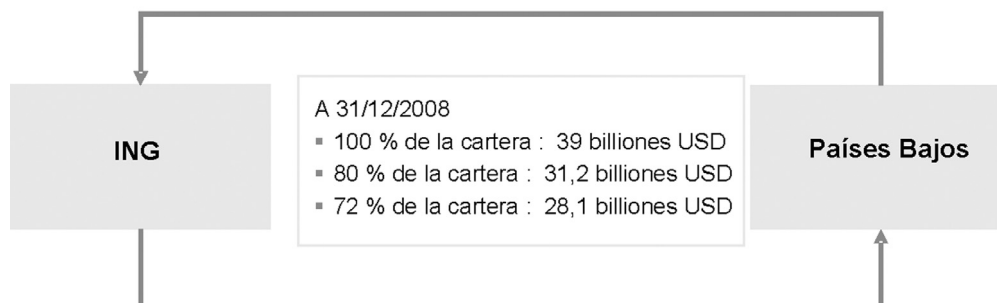 ING
A 31/12/2008
▪ 100 % de la cartera : 39 billiones USD
▪ 80 % de la cartera : 31,2 billiones USD
▪ 72 % de la cartera : 28,1 billiones USD
Países Bajos